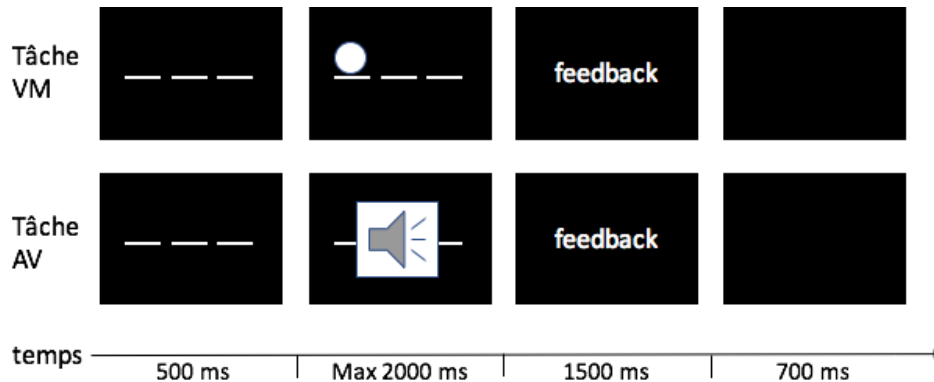 Tâche
VM
feedback
Tâche
AV
feedback
temps
500 ms
Max 2000 ms
1500 ms
700 ms